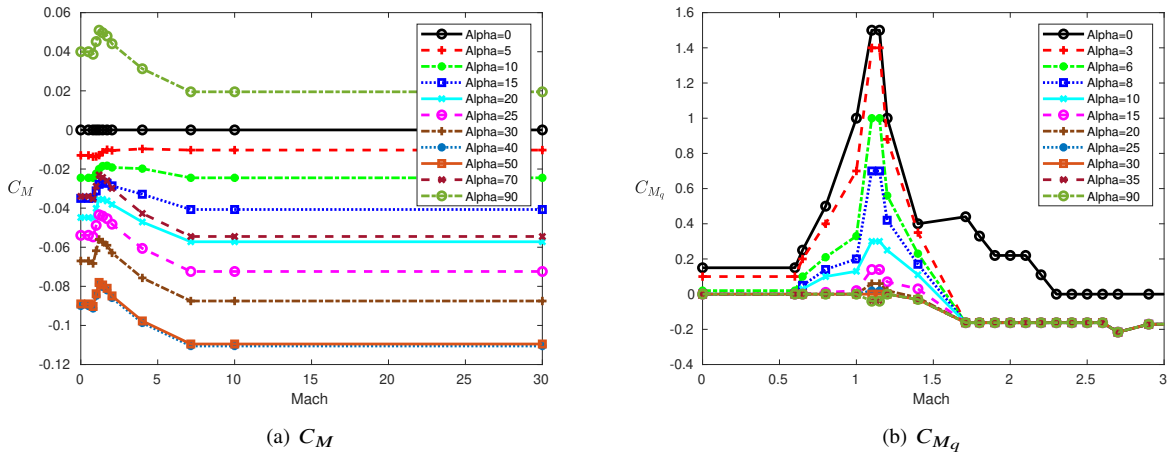 0.06
0.04
0.02
0
-0.02
-0.04
-0.06
-0.08
-0.1
-0.12
C_M
0 5 10 15 20 25 30
Mach
Alpha=0
Alpha=5
Alpha=10
Alpha=15
Alpha=20
Alpha=25
Alpha=30
Alpha=40
Alpha=50
Alpha=70
Alpha=90
(a) C_M
1.6
1.4
1.2
1
0.8
0.6
0.4
0.2
0
-0.2
-0.4
C_{M_q}
0 0.5 1 1.5 2 2.5 3
Mach
Alpha=0
Alpha=3
Alpha=6
Alpha=8
Alpha=10
Alpha=15
Alpha=20
Alpha=25
Alpha=30
Alpha=35
Alpha=90
(b) C_{M_q}